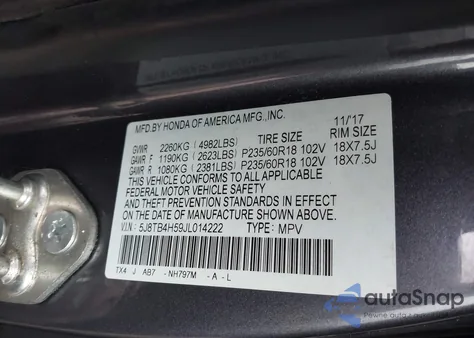 MFD.BY HONDA OF AMERICA MFG.,INC. 11/17
GVWR 2260KG (4982LBS) TIRE SIZE RIM SIZE
GAWR F 1190KG (2623LBS) P235/60R18 102V 18X7.5J
GAWR R 1080KG (2381LBS) P235/60R18 102V 18X7.5J
THIS VEHICLE CONFORMS TO ALL APPLICABLE
FEDERAL MOTOR VEHICLE SAFETY
AND THEFT PREVENTION STANDARDS IN EFFECT
ON THE DATE OF MANUFACTURE SHOWN ABOVE.
V.I.N: 5J8TB4H59JL014222 TYPE: MPV
TX4 J AB7 -NH797M -A-L
autoSnap
Pewne auto z